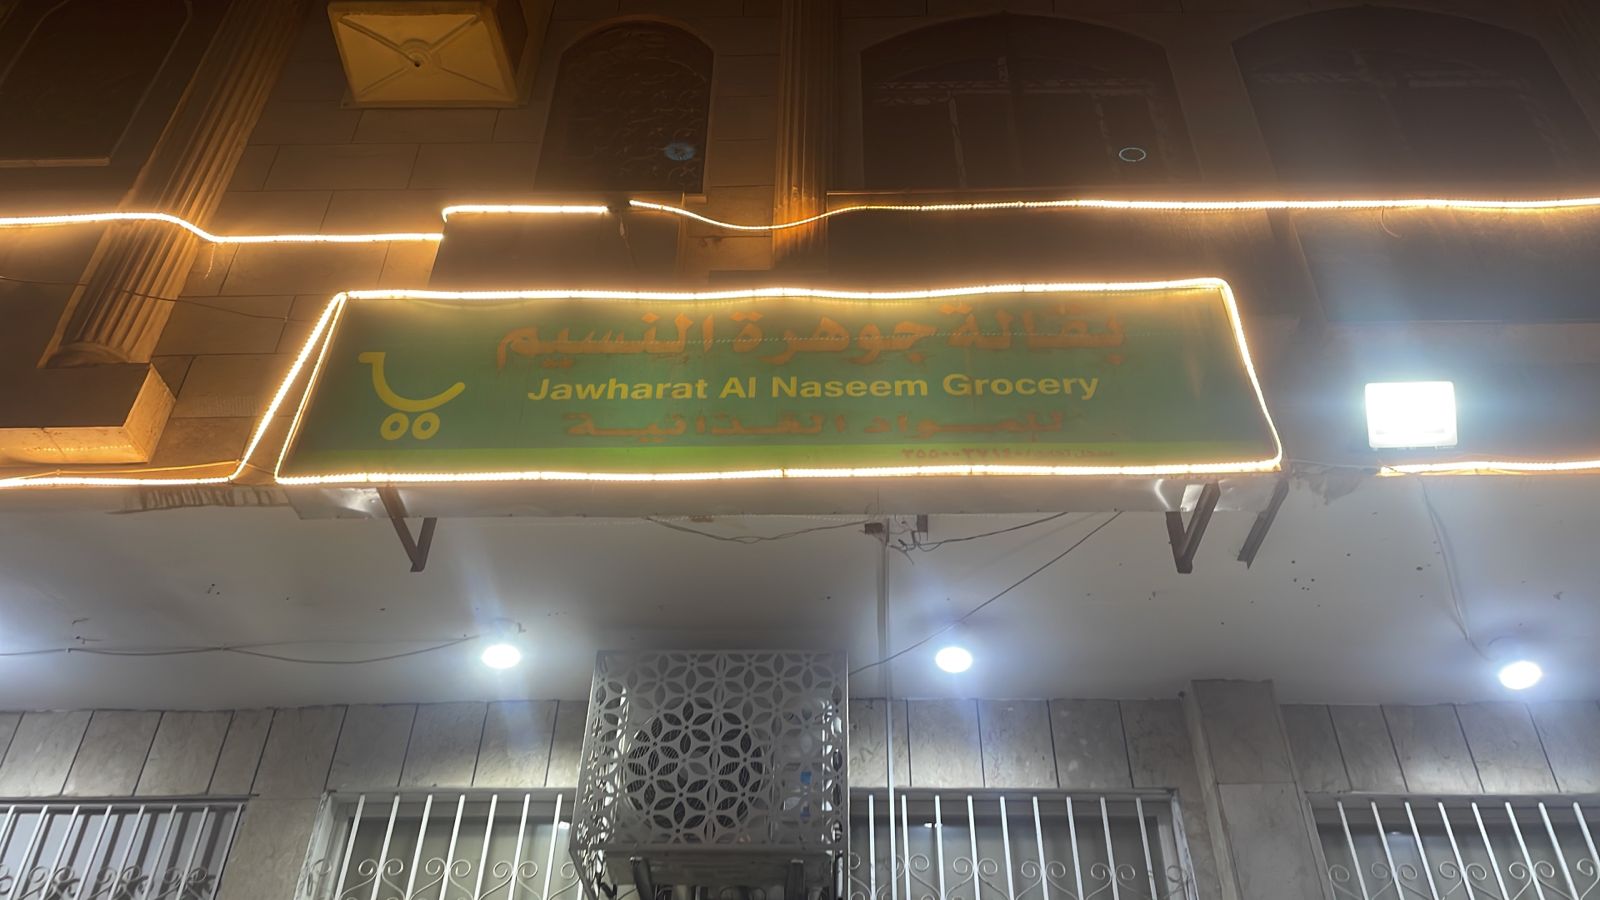 بقالة جوهرة النسيم
Jawharat Al Naseem Grocery
للمواد الغذائية